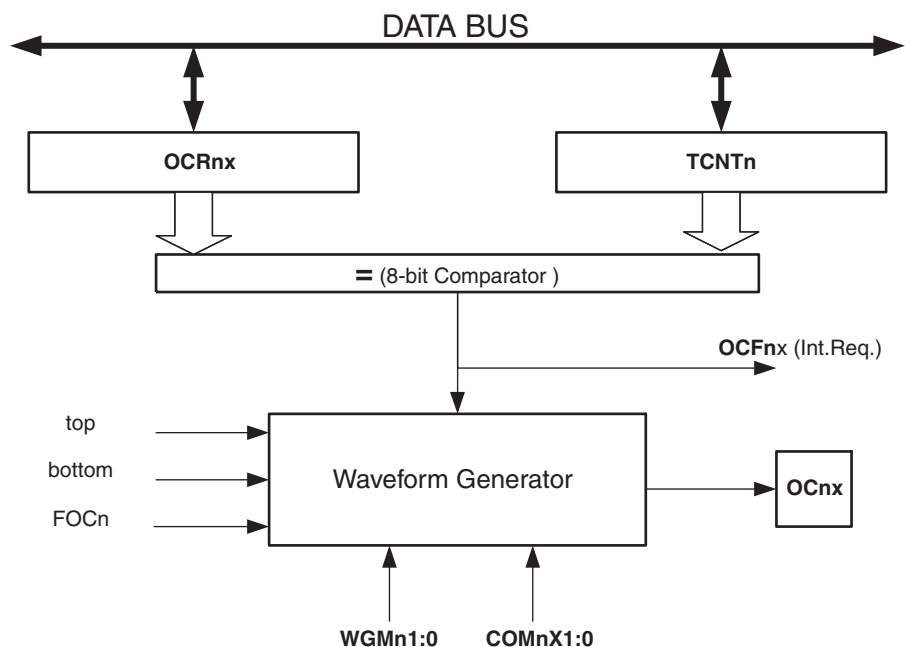 DATA BUS
OCRnx
TCNTn
= (8-bit Comparator )
OCFnx (Int.Req.)
top
bottom
FOCn
Waveform Generator
OCnx
WGMn1:0
COMnX1:0